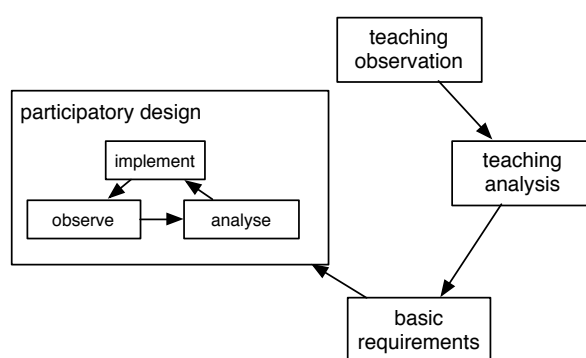 teaching
observation
participatory design
implement
observe
analyse
teaching
analysis
basic
requirements